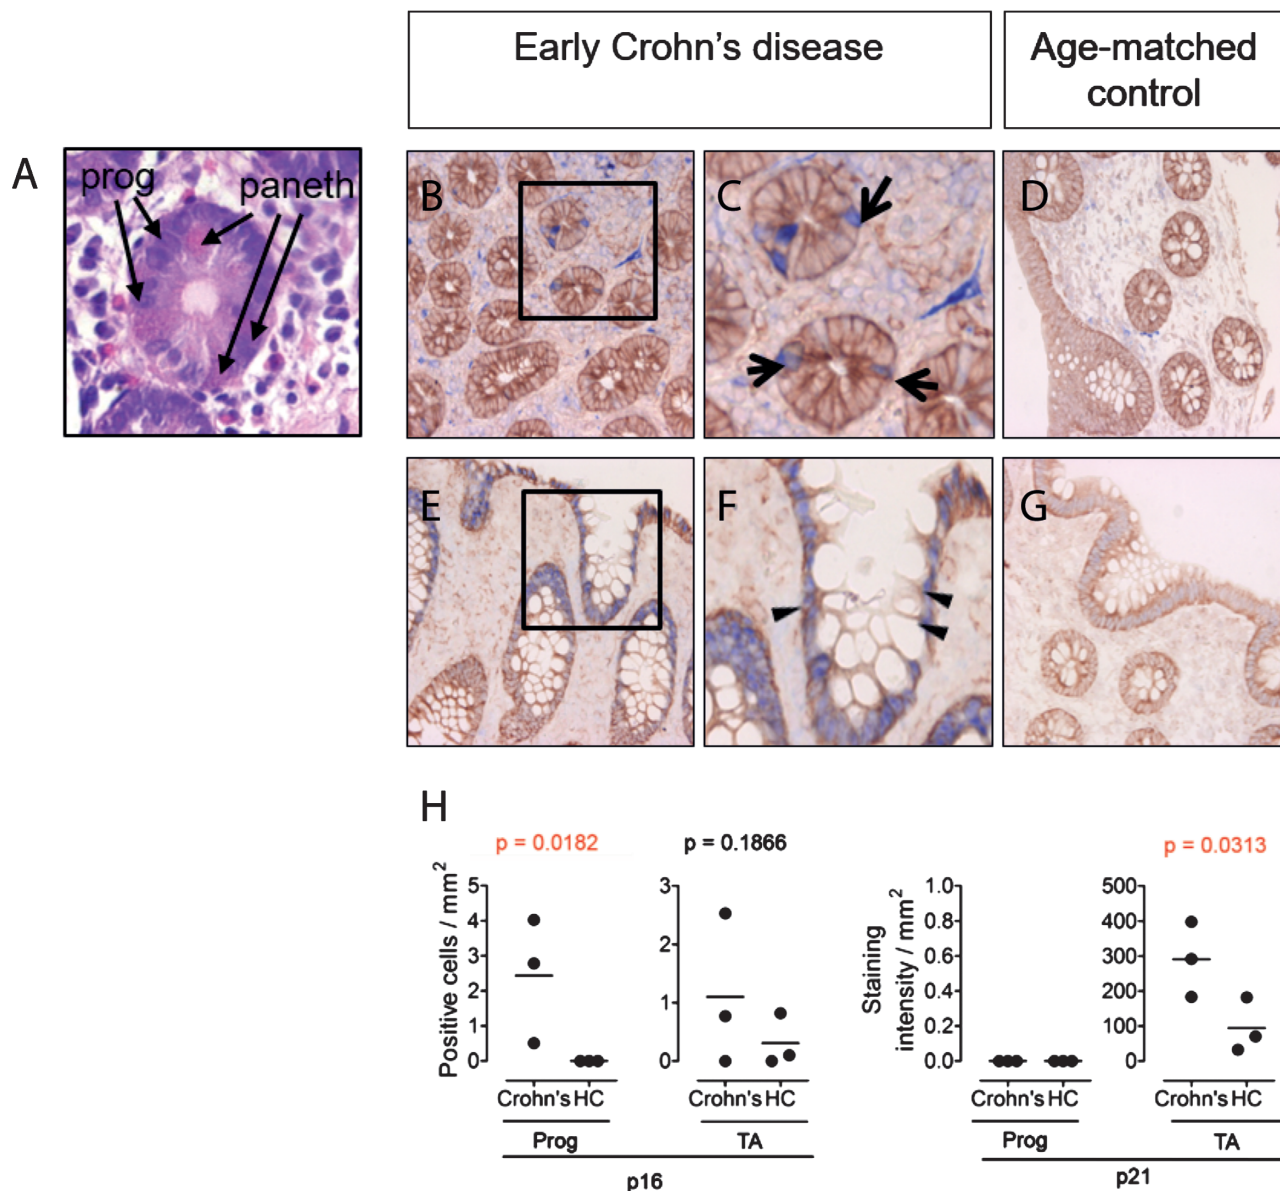 Early Crohn's disease
Age-matched
control
A
prog
paneth
B
C
D
E
F
G
H
p = 0.0182
p = 0.1866
p = 0.0313
Positive cells / mm²
5
4
3
2
1
0
3
2
1
0
Staining
intensity / mm²
1.0
0.8
0.6
0.4
0.2
0.0
500
400
300
200
100
0
Crohn's HC
Crohn's HC
Crohn's HC
Crohn's HC
Prog
TA
Prog
TA
p16
p21